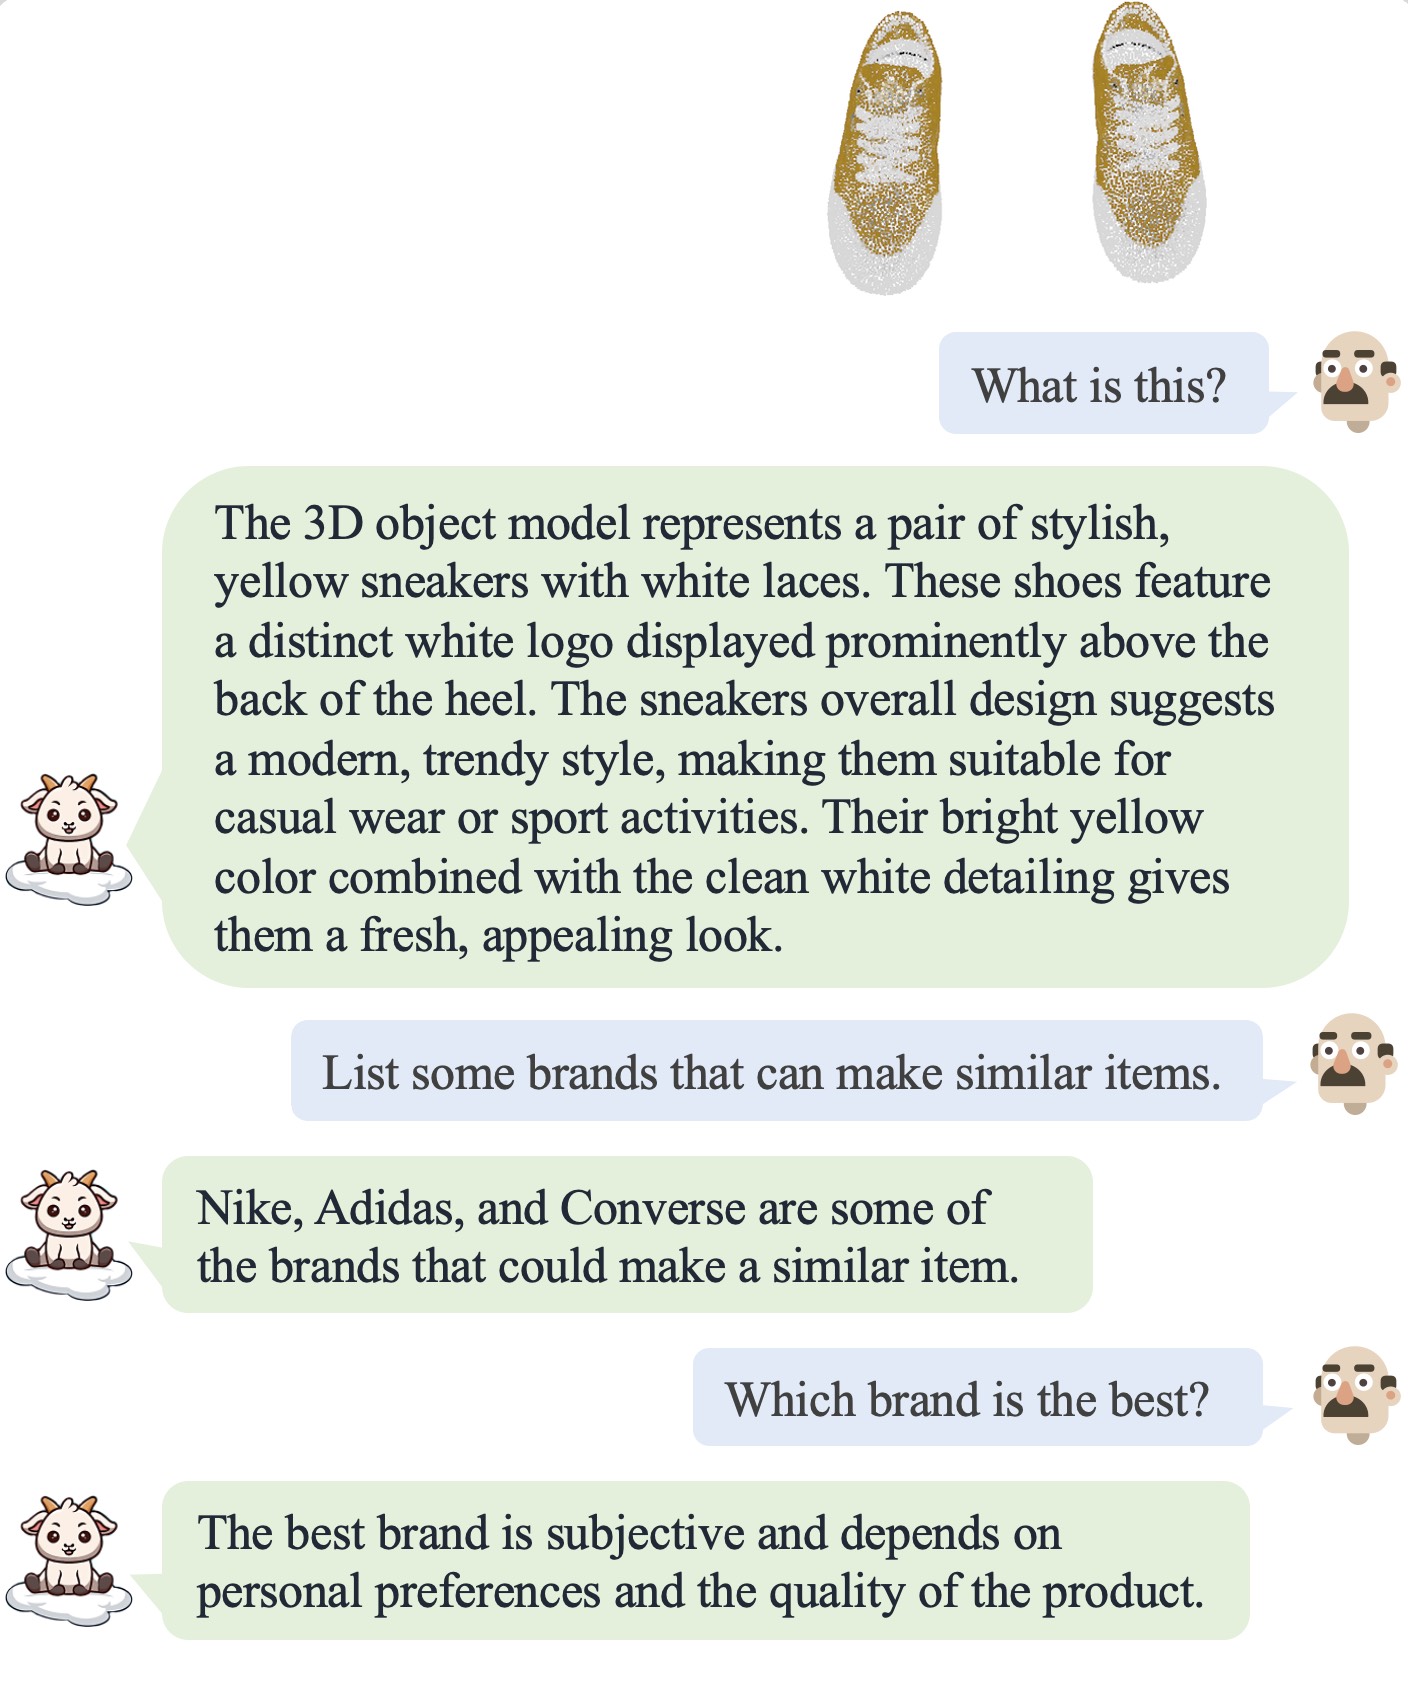 What is this?
The 3D object model represents a pair of stylish,
yellow sneakers with white laces. These shoes feature
a distinct white logo displayed prominently above the
back of the heel. The sneakers overall design suggests
a modern, trendy style, making them suitable for
casual wear or sport activities. Their bright yellow
color combined with the clean white detailing gives
them a fresh, appealing look.
List some brands that can make similar items.
Nike, Adidas, and Converse are some of
the brands that could make a similar item.
Which brand is the best?
The best brand is subjective and depends on
personal preferences and the quality of the product.